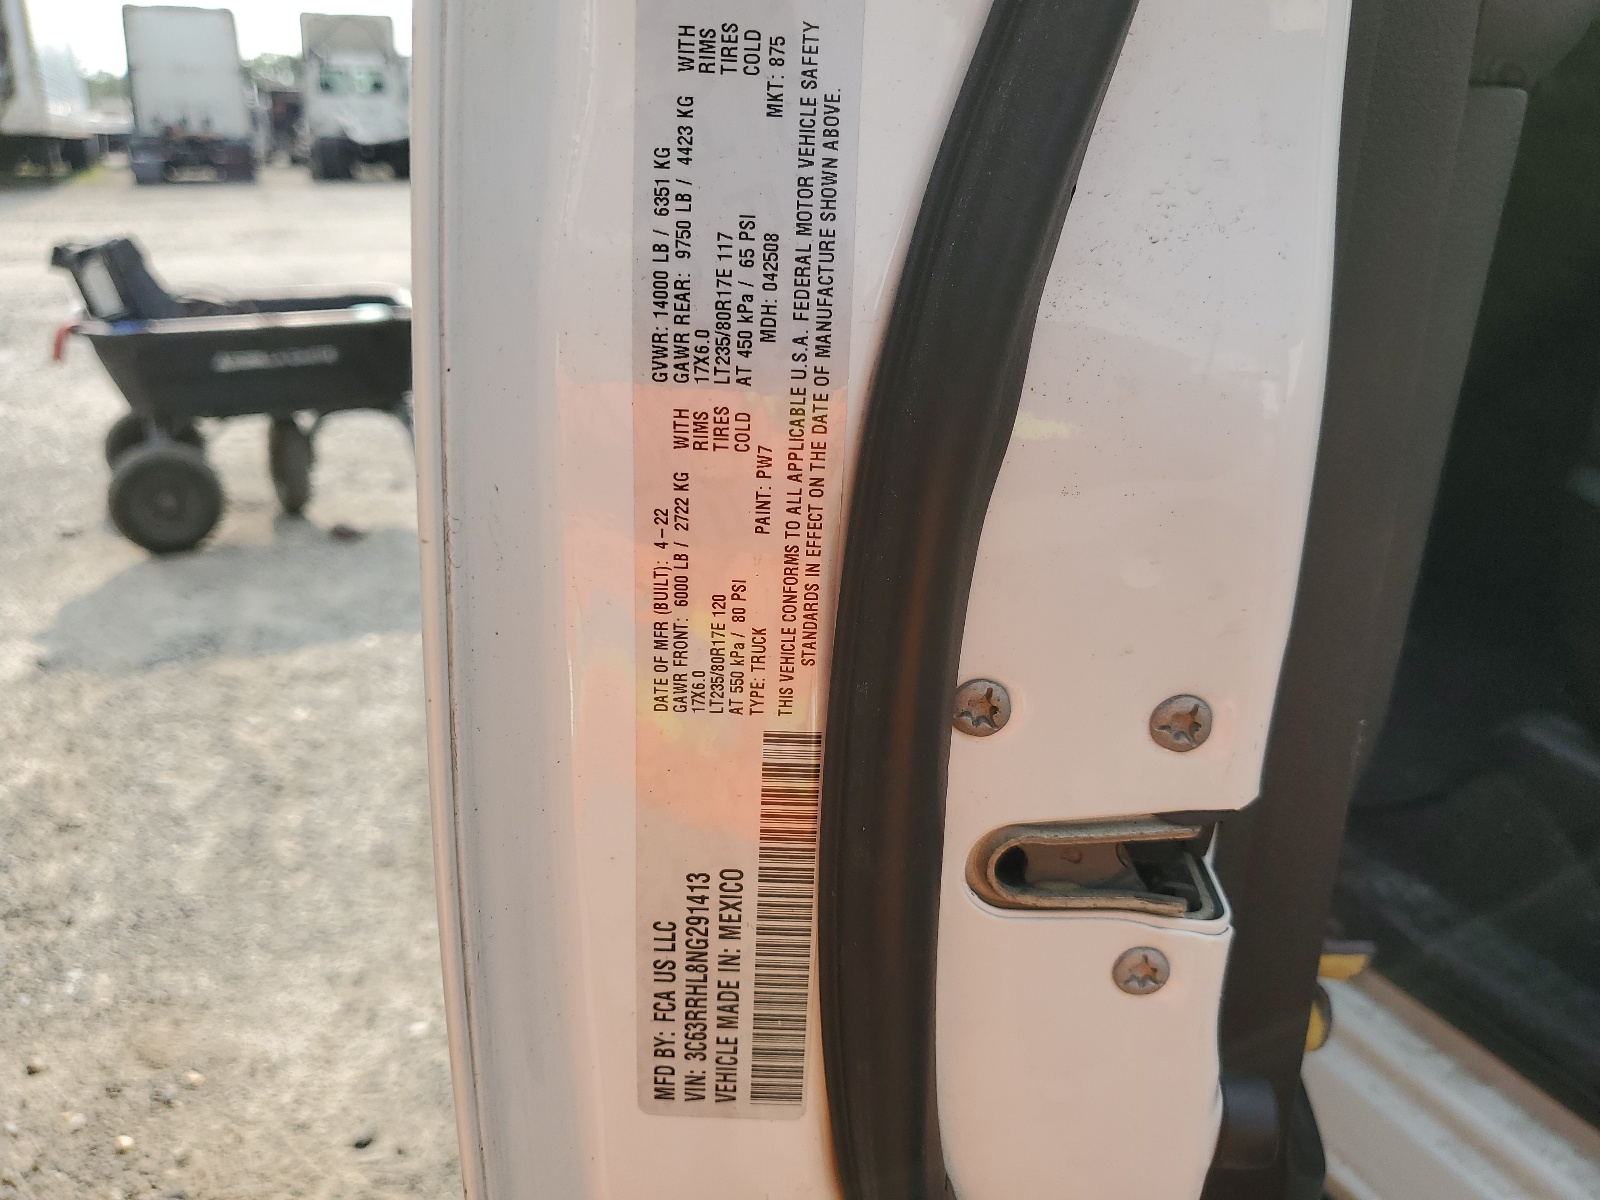 MFD BY: FCA US LLC
VIN: 3C63RRHL8NG291413
VEHICLE MADE IN: MEXICO
DATE OF MFR (BUILT): 4-22 GVWR: 14000 LB / 6351 KG
GAWR FRONT: 6000 LB / 2722 KG WITH GAWR REAR: 9750 LB / 4423 KG WITH
17X6.0 RIMS 17X6.0 RIMS
LT235/80R17E 120 TIRES LT235/80R17E 117 TIRES
AT 550 kPa / 80 PSI COLD AT 450 kPa / 65 PSI COLD
TYPE: TRUCK PAINT: PW7 MDH: 042508 MKT: 875
THIS VEHICLE CONFORMS TO ALL APPLICABLE U.S.A. FEDERAL MOTOR VEHICLE SAFETY
STANDARDS IN EFFECT ON THE DATE OF MANUFACTURE SHOWN ABOVE.